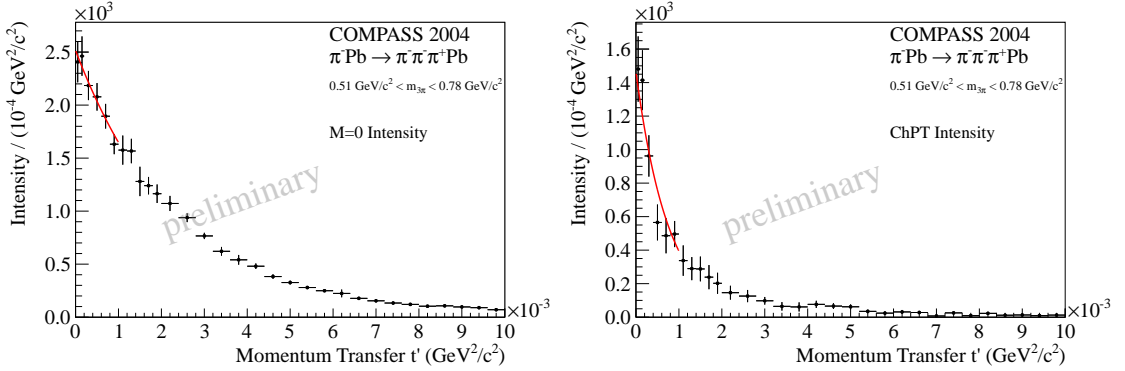 ×10³
COMPASS 2004
π⁻Pb → π⁻π⁻π⁺Pb
0.51 GeV/c² < m₃π < 0.78 GeV/c²
M=0 Intensity
preliminary
Intensity / (10⁻⁴ GeV²/c²)
2.5
2.0
1.5
1.0
0.5
0.0
0 1 2 3 4 5 6 7 8 9 10
×10⁻³
Momentum Transfer t' (GeV²/c²)
×10³
COMPASS 2004
π⁻Pb → π⁻π⁻π⁺Pb
0.51 GeV/c² < m₃π < 0.78 GeV/c²
ChPT Intensity
preliminary
Intensity / (10⁻⁴ GeV²/c²)
1.6
1.4
1.2
1.0
0.8
0.6
0.4
0.2
0.0
0 1 2 3 4 5 6 7 8 9 10
×10⁻³
Momentum Transfer t' (GeV²/c²)